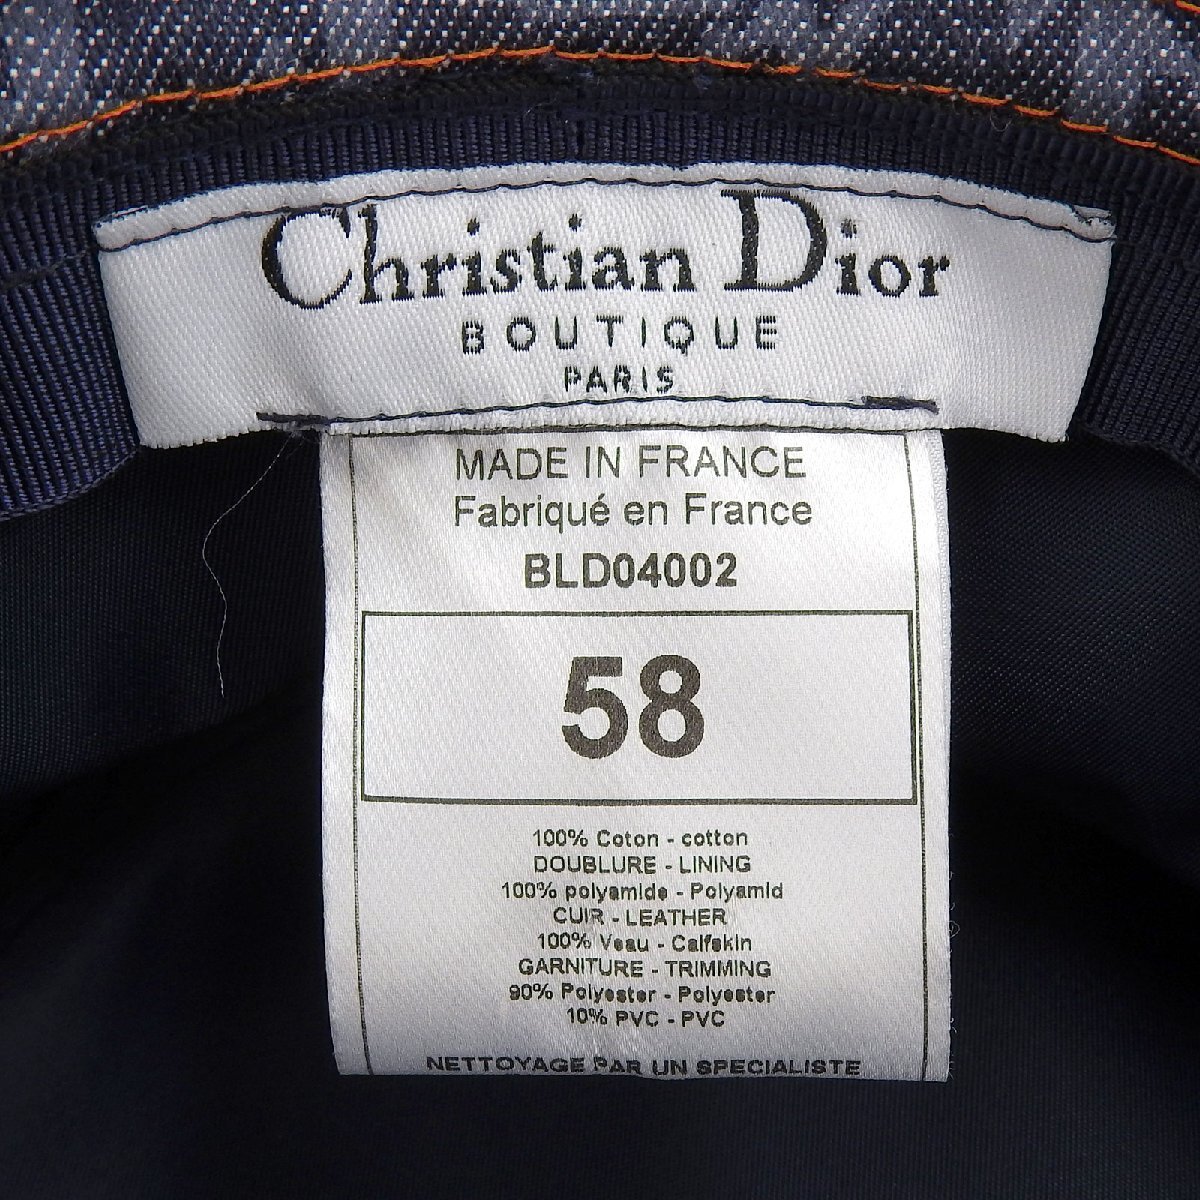 Christian Dior
BOUTIQUE
PARIS
MADE IN FRANCE
Fabriqué en France
BLD04002
58
100% Coton - cotton
DOUBLURE - LINING
100% polyamide - Polyamid
CUIR - LEATHER
100% Veau - Calfskin
GARNITURE - TRIMMING
90% Polyester - Polyester
10% PVC - PVC
NETTOYAGE PAR UN SPECIALISTE